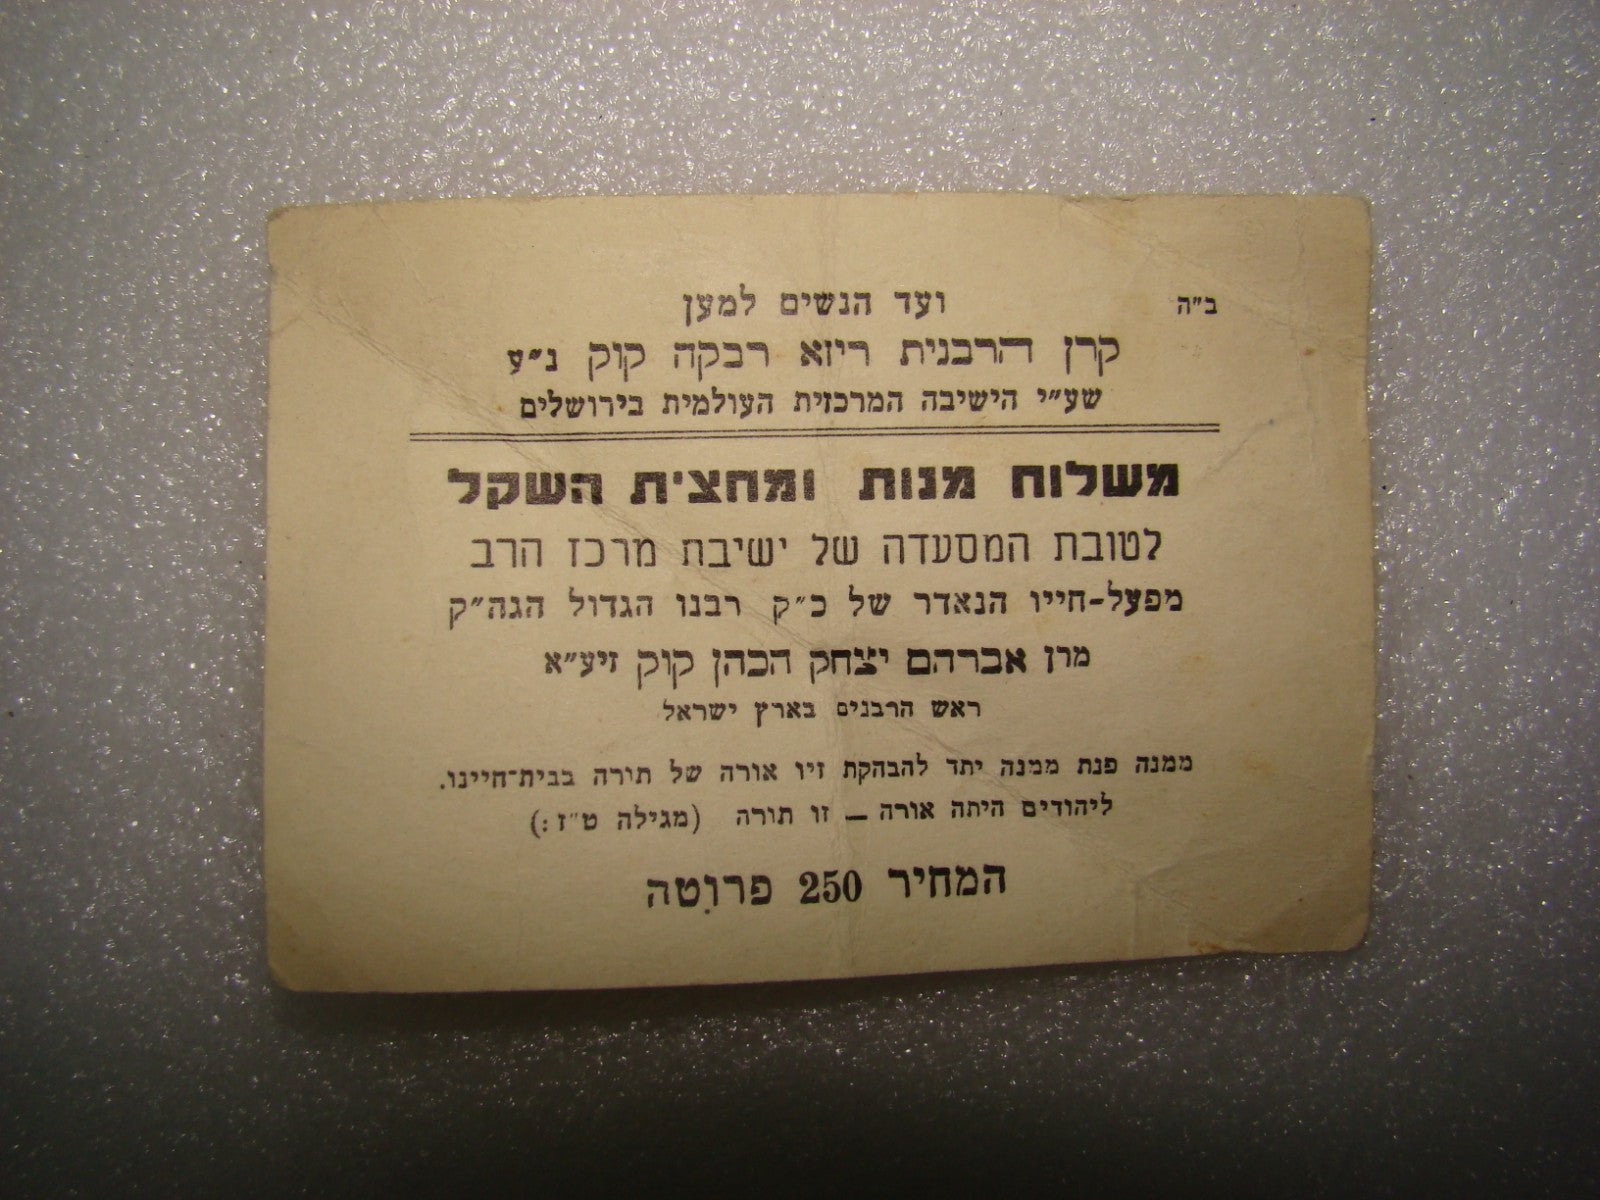 ב״ה
ועד הנשים למען
קרן הרבנית ריזא רבקה קוק נ״ע
שע״י הישיבה המרכזית העולמית בירושלים
משלוח מנות ומחצית השקל
לטובת המסעדה של ישיבת מרכז הרב
מפעל-חייו הנאדר של כ״ק רבנו הגדול הגה״ק
מרן אברהם יצחק הכהן קוק זיע״א
ראש הרבנים בארץ ישראל
ממנה פנת ממנה יתד להבהקת זיו אורה של תורה בבית־חיינו.
ליהודים היתה אורה — זו תורה (מגילה ט״ז:)
המחיר 250 פרוטה